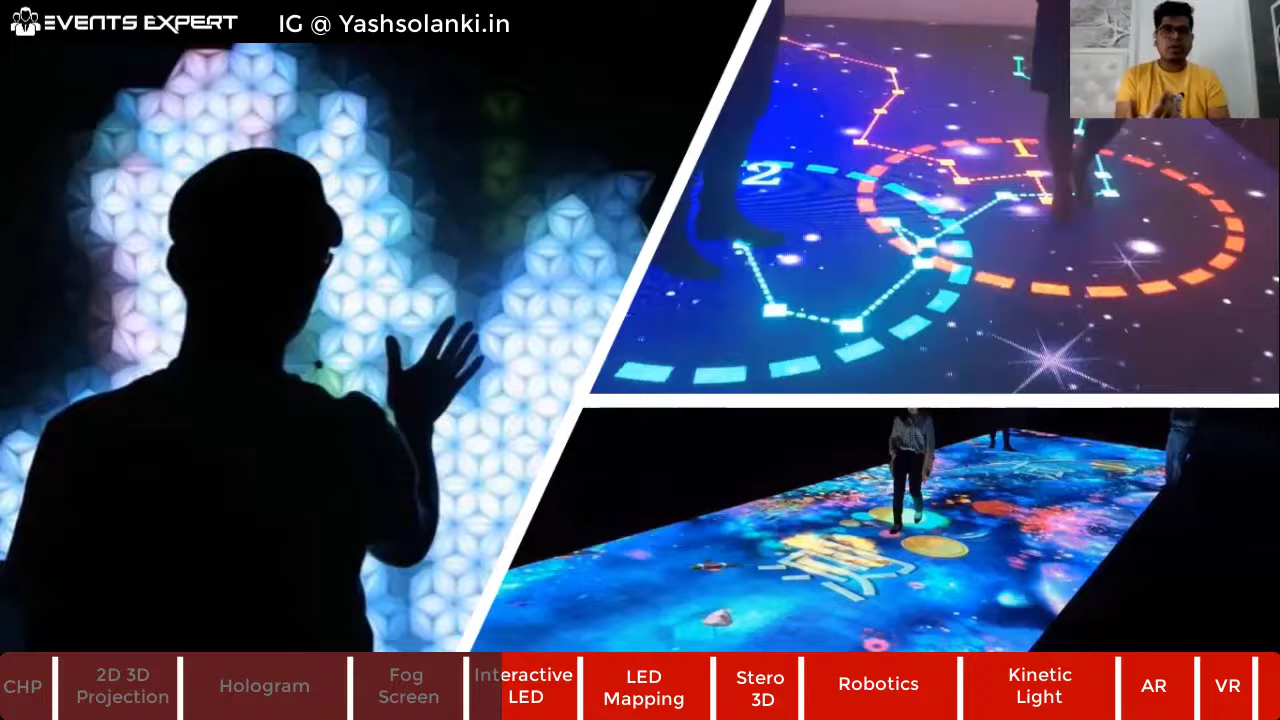 EVENTS EXPERT
IG @ Yashsolanki.in
I
1
2
CHP
2D 3D
Projection
Hologram
Fog
Screen
Interactive
LED
LED
Mapping
Stero
3D
Robotics
Kinetic
Light
AR
VR